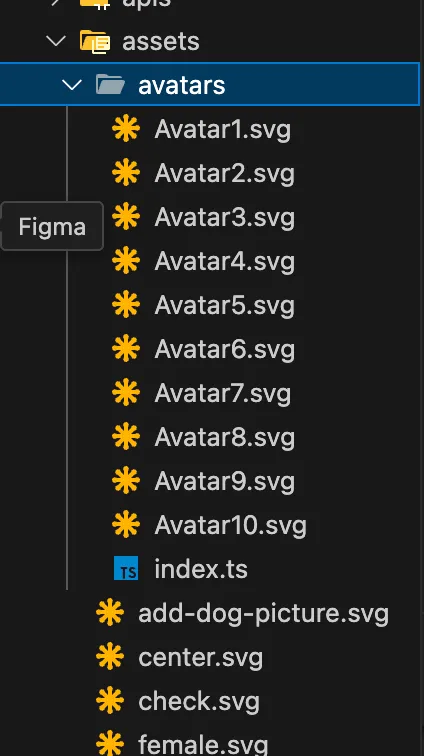 apis
assets
avatars
Avatar1.svg
Avatar2.svg
Avatar3.svg
Figma
Avatar4.svg
Avatar5.svg
Avatar6.svg
Avatar7.svg
Avatar8.svg
Avatar9.svg
Avatar10.svg
TS index.ts
add-dog-picture.svg
center.svg
check.svg
female.svg